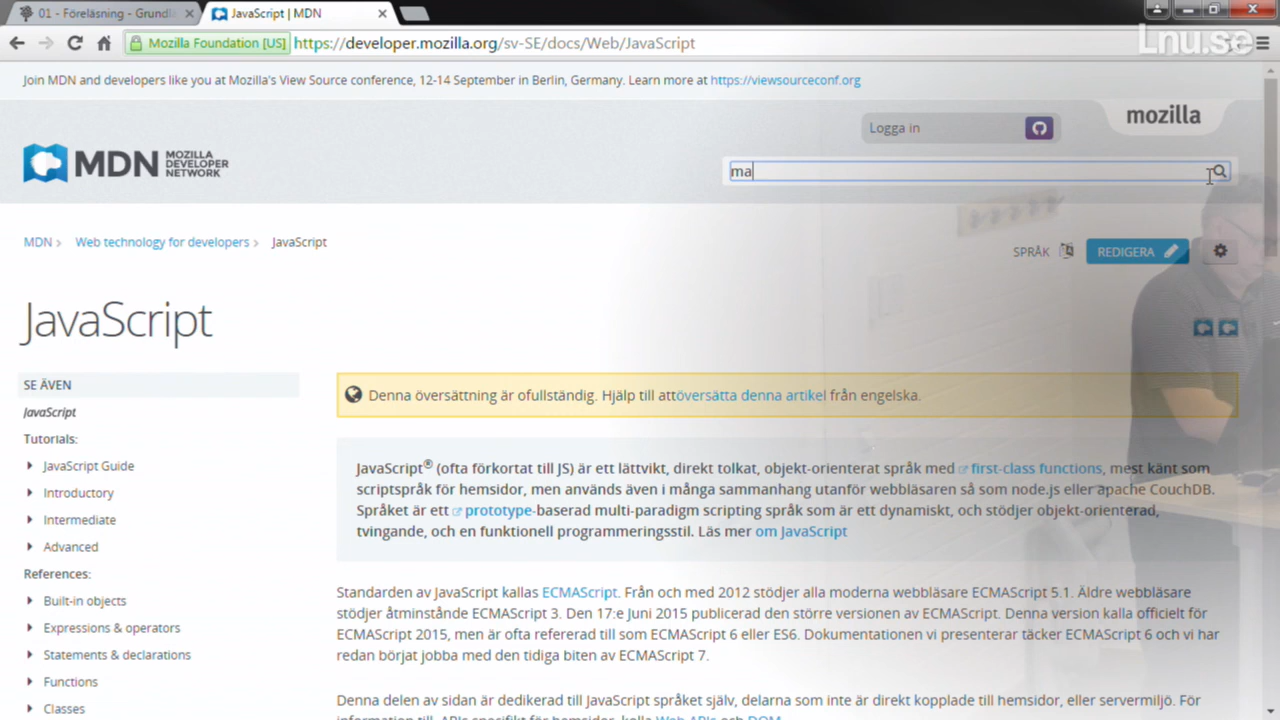 01 - Föreläsning - Grundl
JavaScript | MDN
Lnu.se
Mozilla Foundation [US] https://developer.mozilla.org/sv-SE/docs/Web/JavaScript
Join MDN and developers like you at Mozilla's View Source conference, 12-14 September in Berlin, Germany. Learn more at https://viewsourceconf.org
mozilla
Logga in
MDN MOZILLA DEVELOPER NETWORK
ma
MDN Web technology for developers JavaScript
SPRÅK REDIGERA
JavaScript
SE ÄVEN
JavaScript
Tutorials:
JavaScript Guide
Introductory
Intermediate
Advanced
References:
Built-in objects
Expressions & operators
Statements & declarations
Functions
Classes
Denna översättning är ofullständig. Hjälp till attöversätta denna artikel från engelska.
JavaScript® (ofta förkortat till JS) är ett lättvikt, direkt tolkat, objekt-orienterat språk med first-class functions, mest känt som
scriptspråk för hemsidor, men används även i många sammanhang utanför webbläsaren så som node.js eller apache CouchDB.
Språket är ett prototype-baserad multi-paradigm scripting språk som är ett dynamiskt, och stödjer objekt-orienterad,
tvingande, och en funktionell programmeringsstil. Läs mer om JavaScript
Standarden av JavaScript kallas ECMAScript. Från och med 2012 stödjer alla moderna webbläsare ECMAScript 5.1. Äldre webbläsare
stödjer åtminstånde ECMAScript 3. Den 17:e Juni 2015 publicerad den större versionen av ECMAScript. Denna version kalla officielt för
ECMAScript 2015, men är ofta refererad till som ECMAScript 6 eller ES6. Dokumentationen vi presenterar täcker ECMAScript 6 och vi har
redan börjat jobba med den tidiga biten av ECMAScript 7.
Denna delen av sidan är dedikerad till JavaScript språket själv, delarna som inte är direkt kopplade till hemsidor, eller servermiljö. För
information till APIs specifikt för hemsidor, kolla Web APIs och DOM